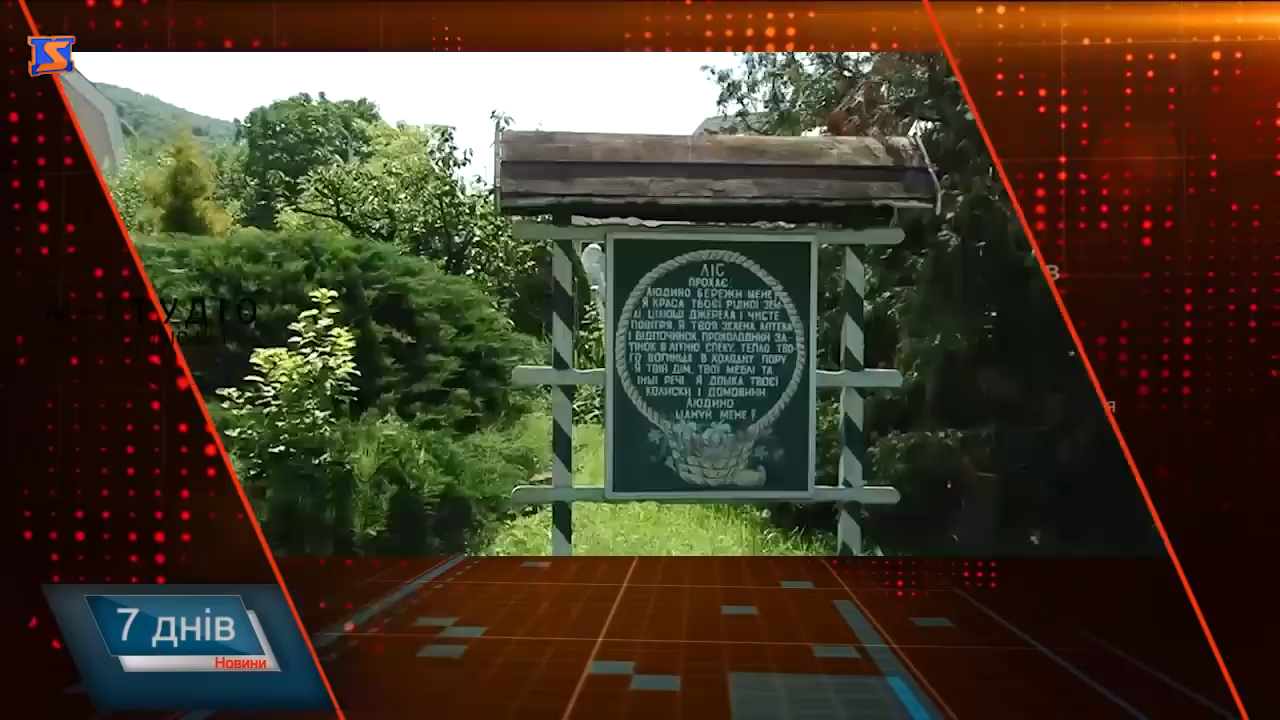 ЛІС
ПРОХАЄ:
ЛЮДИНО БЕРЕЖИ МЕНЕ
Я КРАСА ТВОЄЇ РІДНОЇ ЗЕМ-
ЛІ ЦІЛЮЩІ ДЖЕРЕЛА І ЧИСТЕ
ПОВІТРЯ. Я ТВОЯ ЗЕЛЕНА АПТЕКА
І ВІДПОЧИНОК. ПРОХОЛОДНИЙ ЗА-
ТІНОК В ЛІТНЮ СПЕКУ. ТЕПЛО ТВО-
ГО ВОГНИЩА В ХОЛОДНУ ПОРУ
Я ТВІЙ ДІМ, ТВОЇ МЕБЛІ ТА
ІНШІ РЕЧІ. Я ДОШКА ТВОЄЇ
КОЛИСКИ І ДОМОВИНИ
ЛЮДИНО
ШАНУЙ МЕНЕ!
СТУДІО
7 днів
Новини